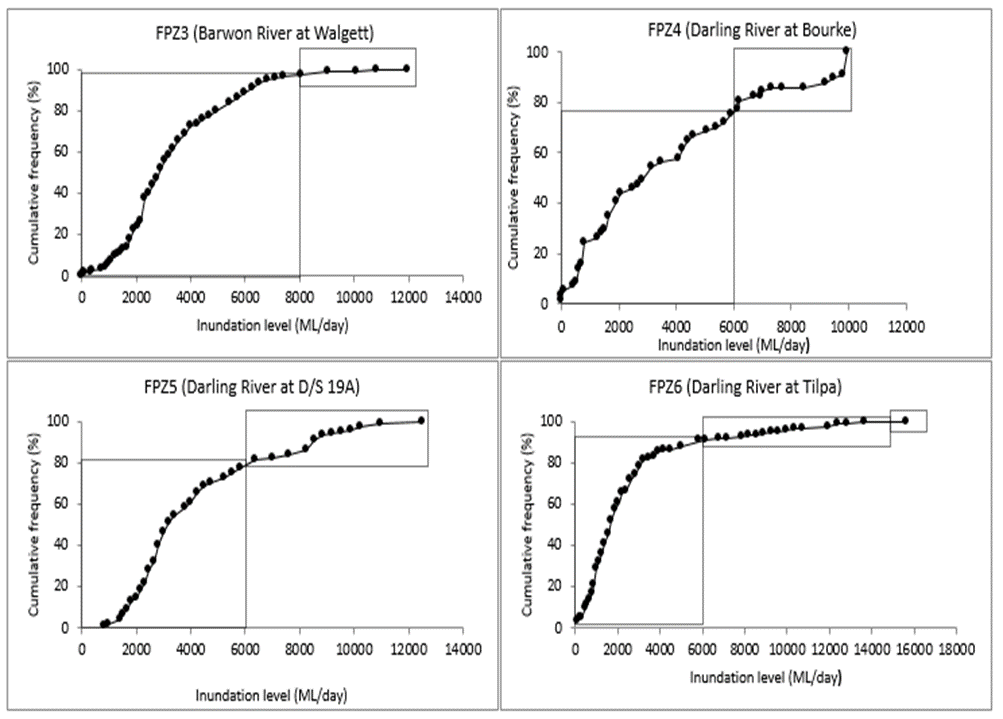 FPZ3 (Barwon River at Walgett)
100
80
60
40
20
0
Cumulative frequency (%)
0 2000 4000 6000 8000 10000 12000 14000
Inundation level (ML/day)
FPZ4 (Darling River at Bourke)
100
80
60
40
20
0
Cumulative frequency (%)
0 2000 4000 6000 8000 10000 12000
Inundation level (ML/day)
FPZ5 (Darling River at D/S 19A)
100
80
60
40
20
0
Cumulative frequency (%)
0 2000 4000 6000 8000 10000 12000 14000
Inundation level (ML/day)
FPZ6 (Darling River at Tilpa)
100
80
60
40
20
0
Cumulative frequency (%)
0 2000 4000 6000 8000 10000 12000 14000 16000 18000
Inundation level (ML/day)